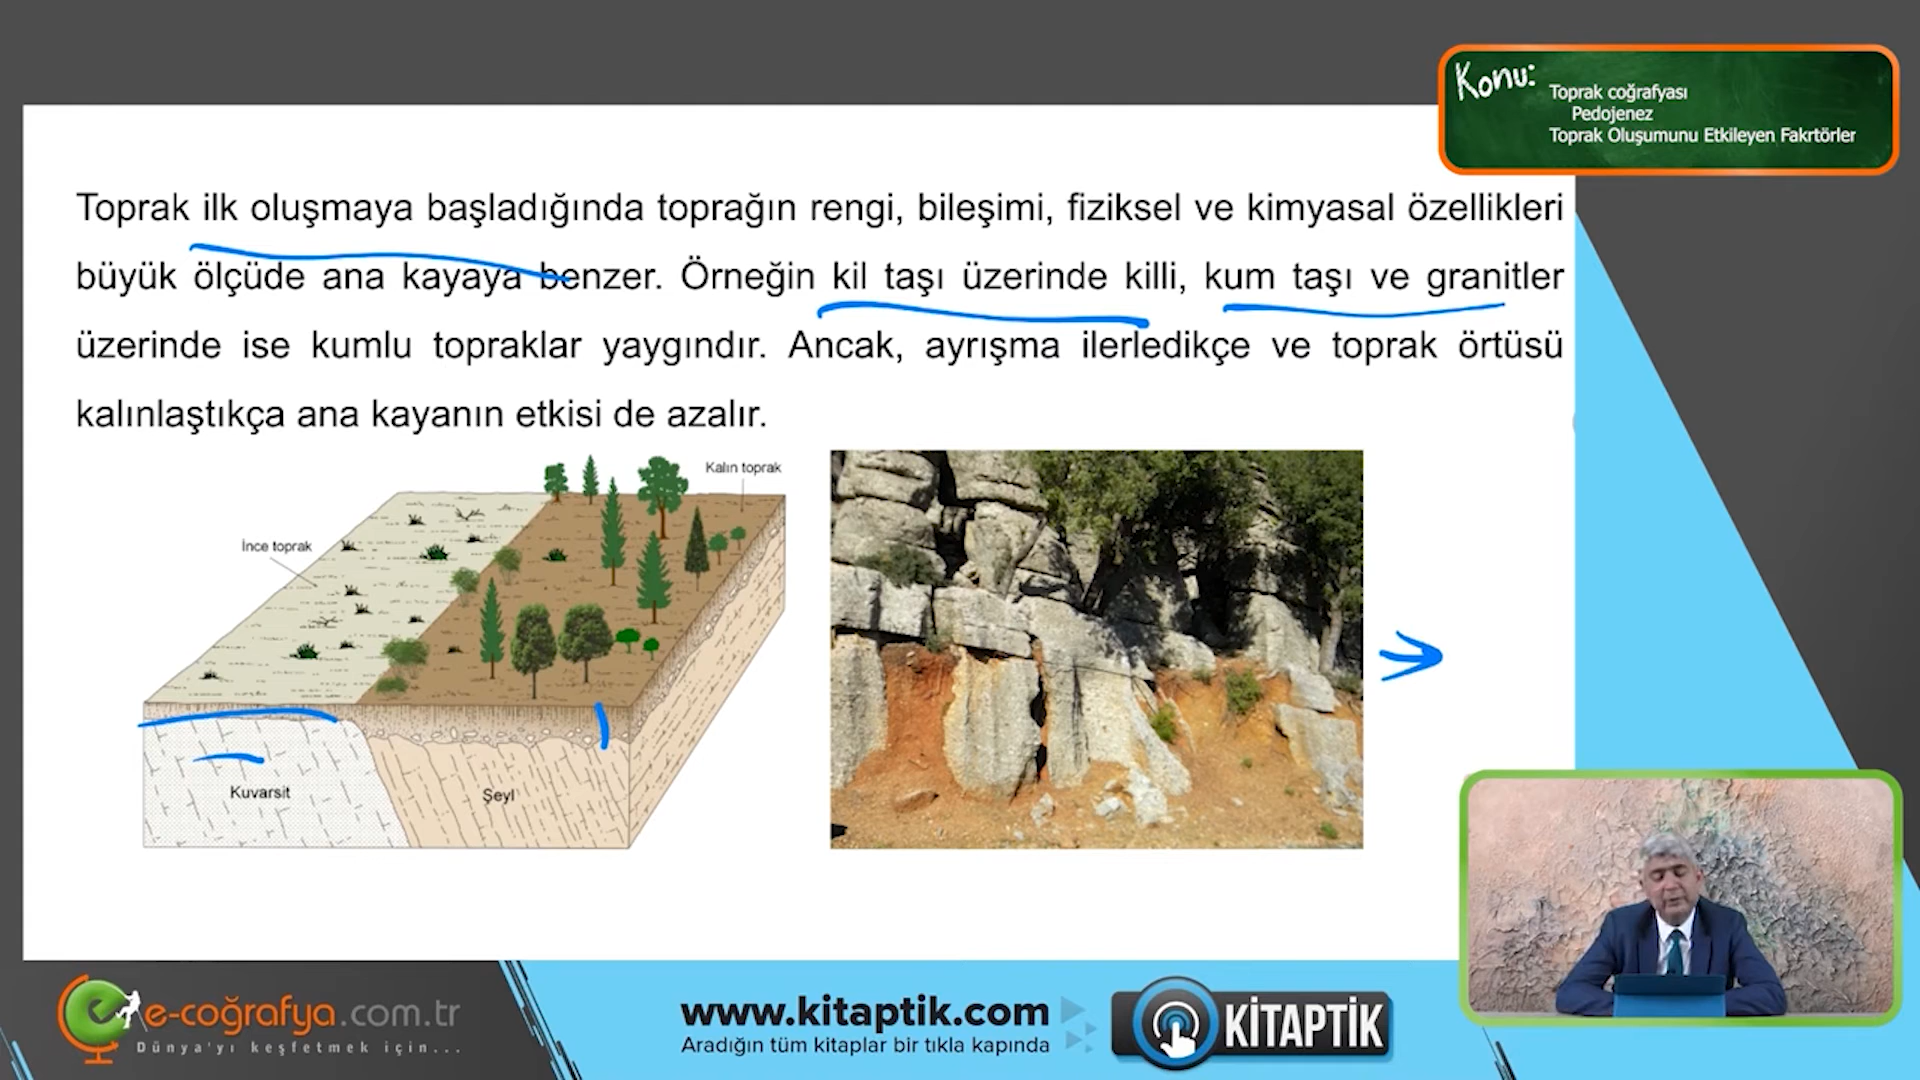 Konu:
Toprak coğrafyası
Pedojenez
Toprak Oluşumunu Etkileyen Fakrtörler
Toprak ilk oluşmaya başladığında toprağın rengi, bileşimi, fiziksel ve kimyasal özellikleri
büyük ölçüde ana kayaya benzer. Örneğin kil taşı üzerinde killi, kum taşı ve granitler
üzerinde ise kumlu topraklar yaygındır. Ancak, ayrışma ilerledikçe ve toprak örtüsü
kalınlaştıkça ana kayanın etkisi de azalır.
Kalın toprak
İnce toprak
Kuvarsit
Şeyl
e-coğrafya.com.tr
Dünya'yı keşfetmek için...
www.kitaptik.com
Aradığın tüm kitaplar bir tıkla kapında
KİTAPTIK